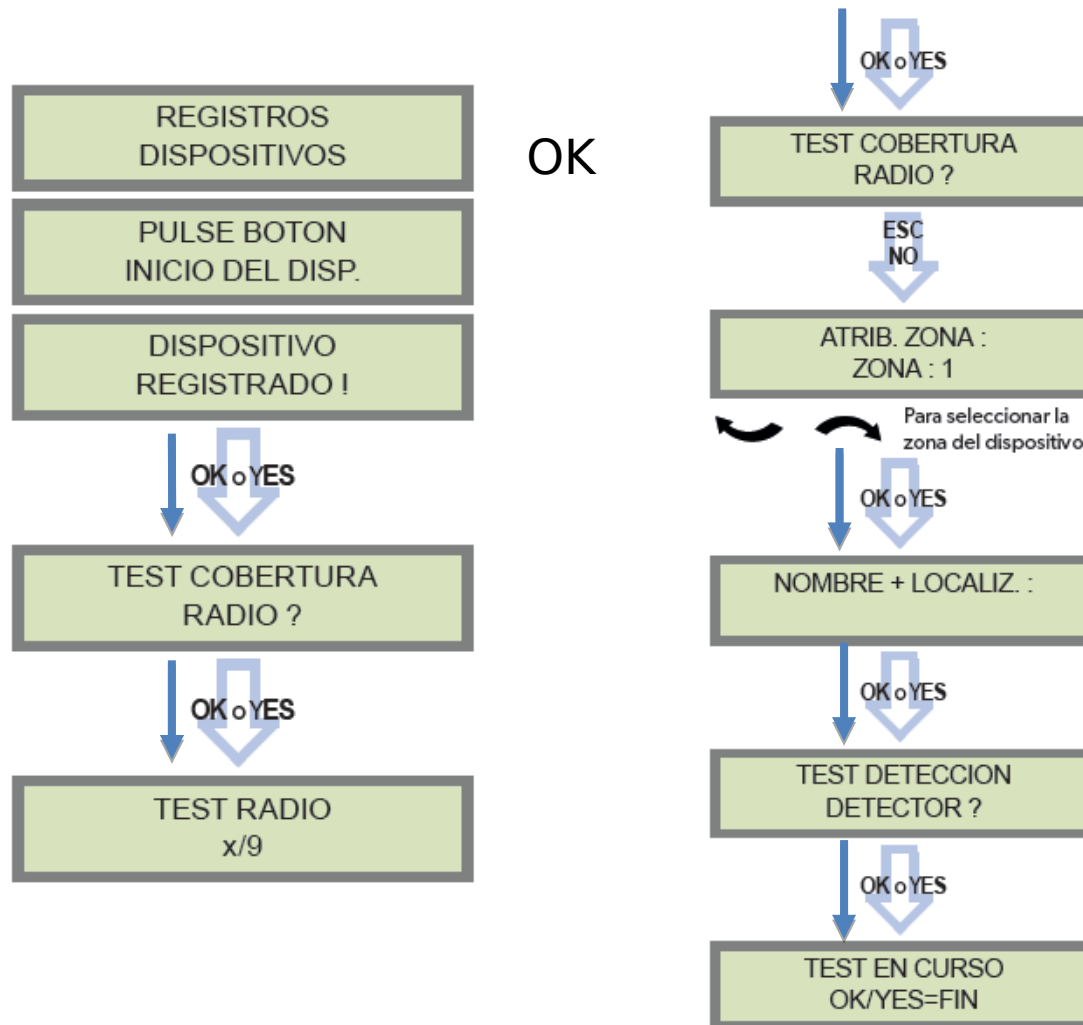 REGISTROS
DISPOSITIVOS
PULSE BOTON
INICIO DEL DISP.
DISPOSITIVO
REGISTRADO !
OK o YES
TEST COBERTURA
RADIO ?
OK o YES
TEST RADIO
x/9
OK
OK o YES
TEST COBERTURA
RADIO ?
ESC
NO
ATRIB. ZONA :
ZONA : 1
Para seleccionar la
zona del dispositivo
OK o YES
NOMBRE + LOCALIZ. :
OK o YES
TEST DETECCION
DETECTOR ?
OK o YES
TEST EN CURSO
OK/YES=FIN